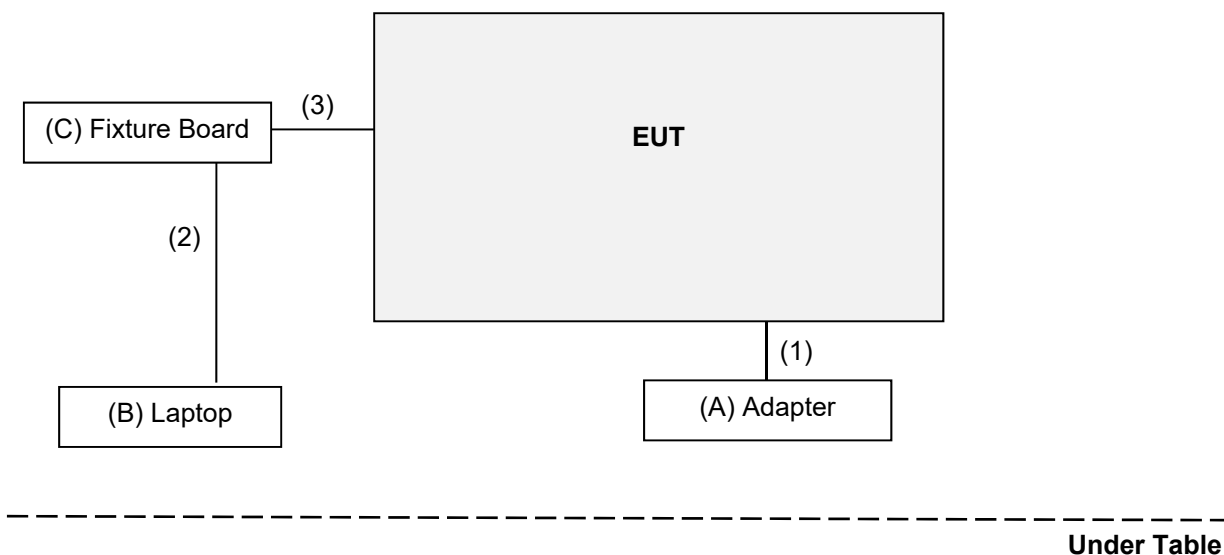 (3)
(C) Fixture Board
EUT
(2)
(1)
(B) Laptop
(A) Adapter
Under Table